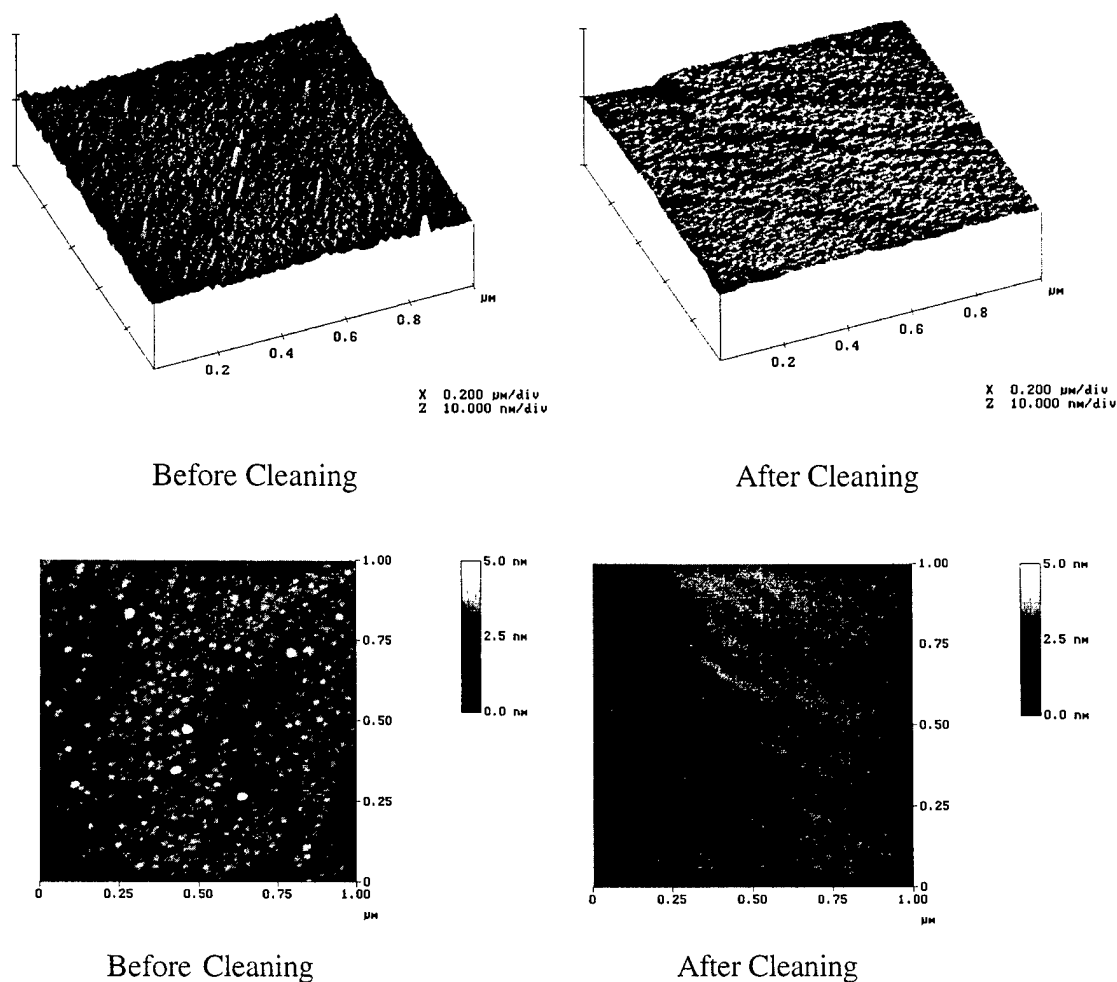 µm
0.8
0.6
0.4
0.2
X 0.200 µm/div
Z 10.000 nm/div
µm
0.8
0.6
0.4
0.2
X 0.200 µm/div
Z 10.000 nm/div
Before Cleaning
After Cleaning
1.00
0.75
0.50
0.25
0
0 0.25 0.50 0.75 1.00
µm
5.0 nm
2.5 nm
0.0 nm
1.00
0.75
0.50
0.25
0
0 0.25 0.50 0.75 1.00
µm
5.0 nm
2.5 nm
0.0 nm
Before Cleaning
After Cleaning